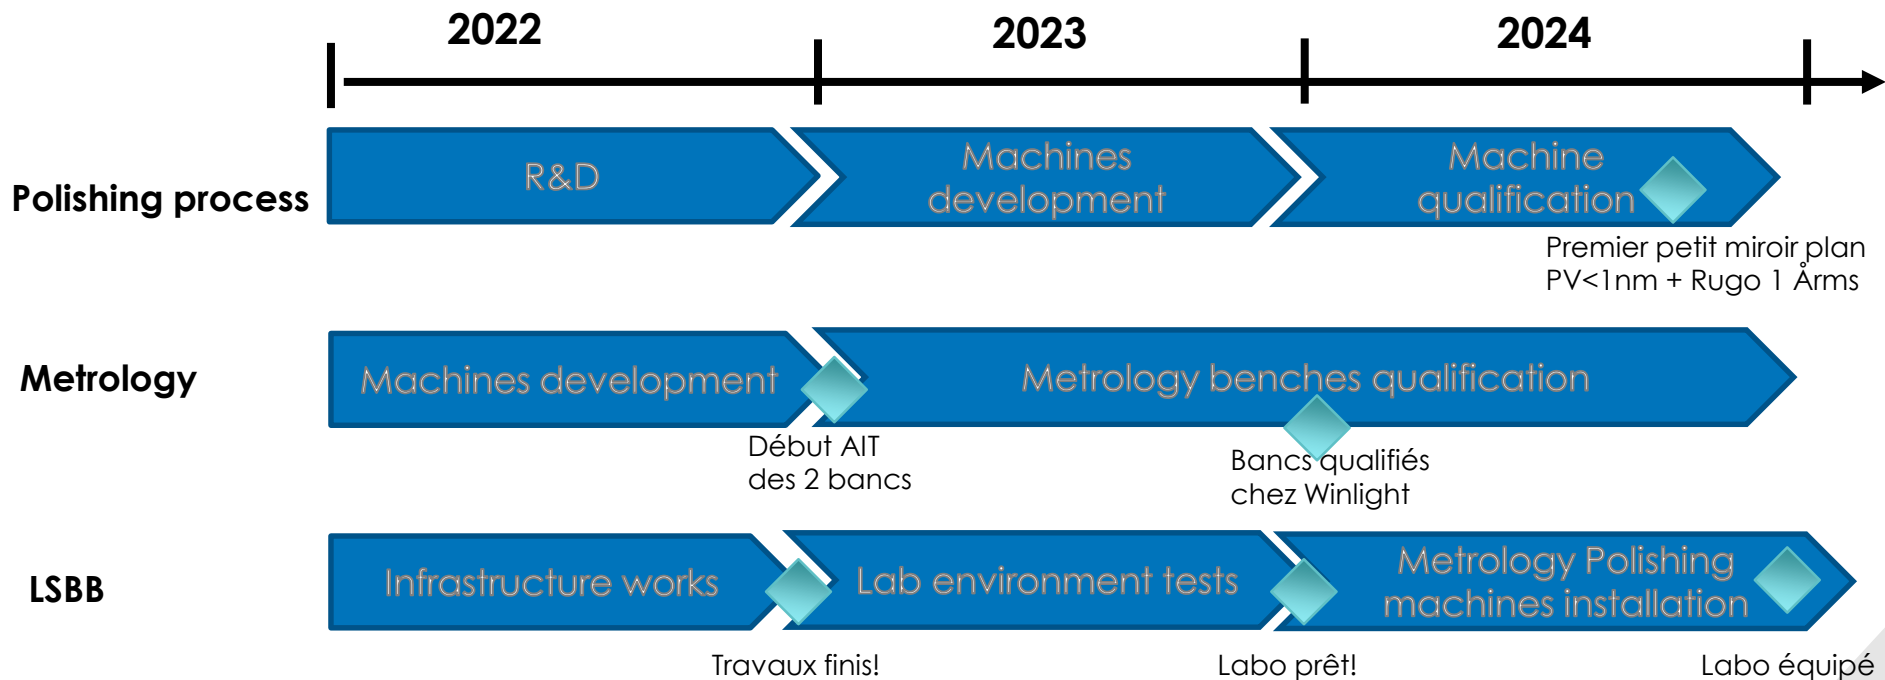 2022
2023
2024
Polishing process
R&D
Machines
development
Machine
qualification
Premier petit miroir plan
PV<1nm + Rugo 1 Årms
Metrology
Machines development
Metrology benches qualification
Début AIT
des 2 bancs
Bancs qualifiés
chez Winlight
LSBB
Infrastructure works
Lab environment tests
Metrology Polishing
machines installation
Travaux finis!
Labo prêt!
Labo équipé